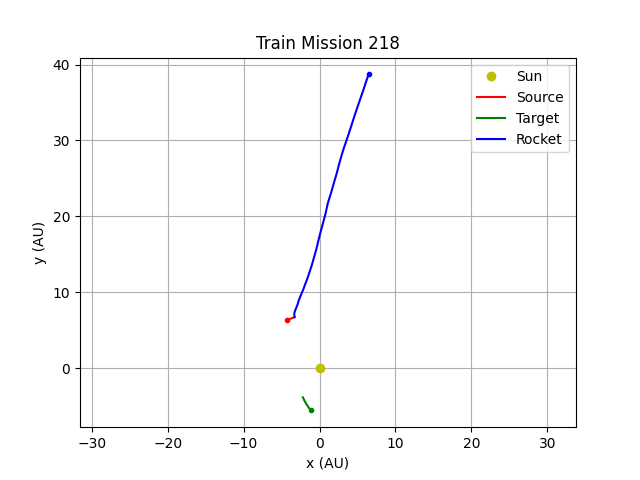 Train Mission 218
40
30
20
10
0
y (AU)
−30
−20
−10
0
10
20
30
x (AU)
Sun
Source
Target
Rocket